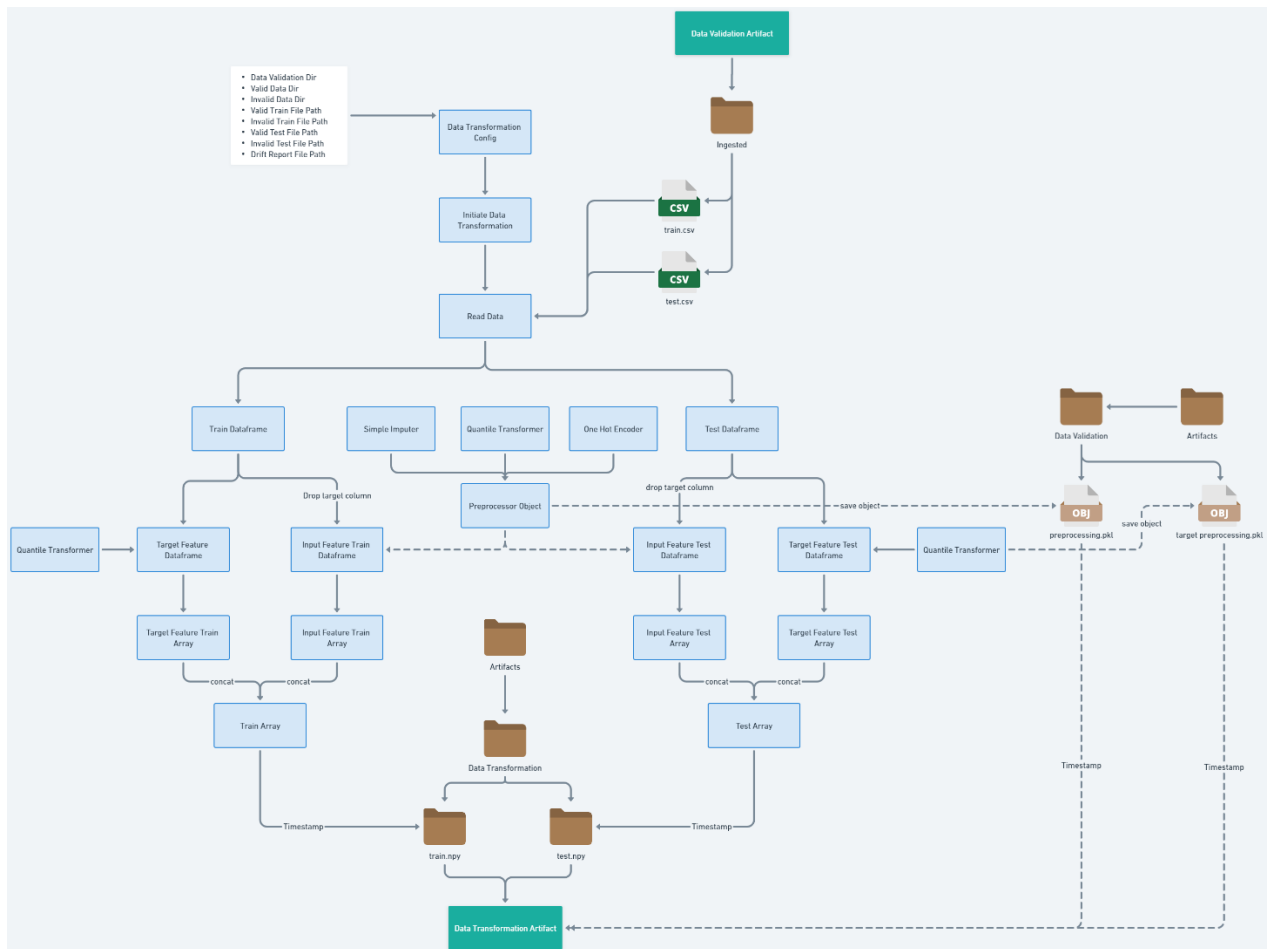 Data Validation Artifact
• Data Validation Dir
• Valid Data Dir
• Invalid Data Dir
• Valid Train File Path
• Invalid Train File Path
• Valid Test File Path
• Invalid Test File Path
• Drift Report File Path
Data Transformation
Config
Ingested
Initiate Data
Transformation
CSV
train.csv
CSV
test.csv
Read Data
Train Dataframe
Simple Imputer
Quantile Transformer
One Hot Encoder
Test Dataframe
Data Validation
Artifacts
Drop target column
Preprocessor Object
drop target column
save object
OBJ
preprocessing.pkl
OBJ
target preprocessing.pkl
save object
Quantile Transformer
Target Feature
Dataframe
Input Feature Train
Dataframe
Input Feature Test
Dataframe
Target Feature Test
Dataframe
Quantile Transformer
Target Feature Train
Array
Input Feature Train
Array
Input Feature Test
Array
Target Feature Test
Array
Artifacts
concat
concat
concat
concat
Train Array
Test Array
Data Transformation
Timestamp
Timestamp
Timestamp
Timestamp
train.npy
test.npy
Data Transformation Artifact